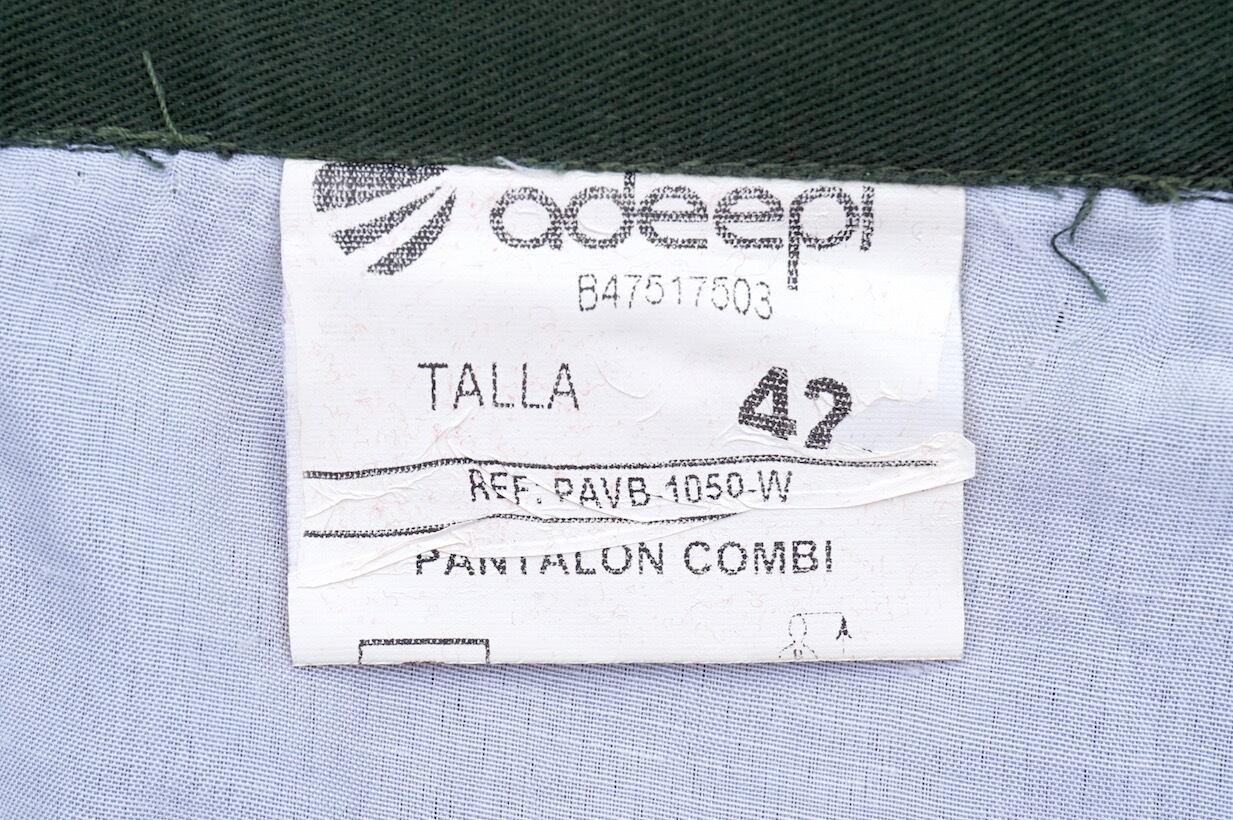 adeepi
B47517503
TALLA 42
REF. PAVB 1050-W
PANTALON COMBI